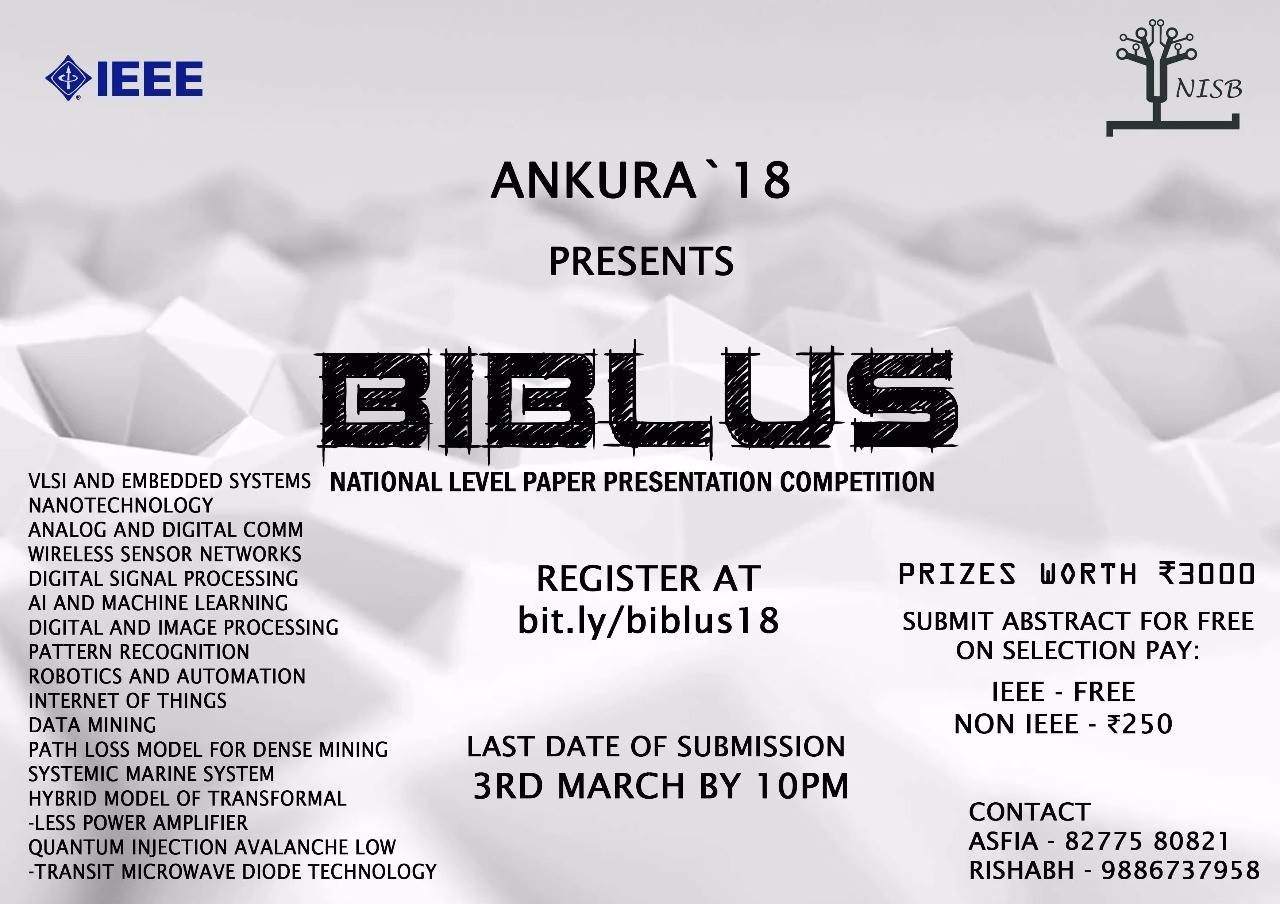 IEEE
NISB
ANKURA`18
PRESENTS
BIBLUS
NATIONAL LEVEL PAPER PRESENTATION COMPETITION
VLSI AND EMBEDDED SYSTEMS
NANOTECHNOLOGY
ANALOG AND DIGITAL COMM
WIRELESS SENSOR NETWORKS
DIGITAL SIGNAL PROCESSING
AI AND MACHINE LEARNING
DIGITAL AND IMAGE PROCESSING
PATTERN RECOGNITION
ROBOTICS AND AUTOMATION
INTERNET OF THINGS
DATA MINING
PATH LOSS MODEL FOR DENSE MINING
SYSTEMIC MARINE SYSTEM
HYBRID MODEL OF TRANSFORMAL
-LESS POWER AMPLIFIER
QUANTUM INJECTION AVALANCHE LOW
-TRANSIT MICROWAVE DIODE TECHNOLOGY
REGISTER AT
bit.ly/biblus18
LAST DATE OF SUBMISSION
3RD MARCH BY 10PM
PRIZES WORTH ₹3000
SUBMIT ABSTRACT FOR FREE
ON SELECTION PAY:
IEEE - FREE
NON IEEE - ₹250
CONTACT
ASFIA - 82775 80821
RISHABH - 9886737958